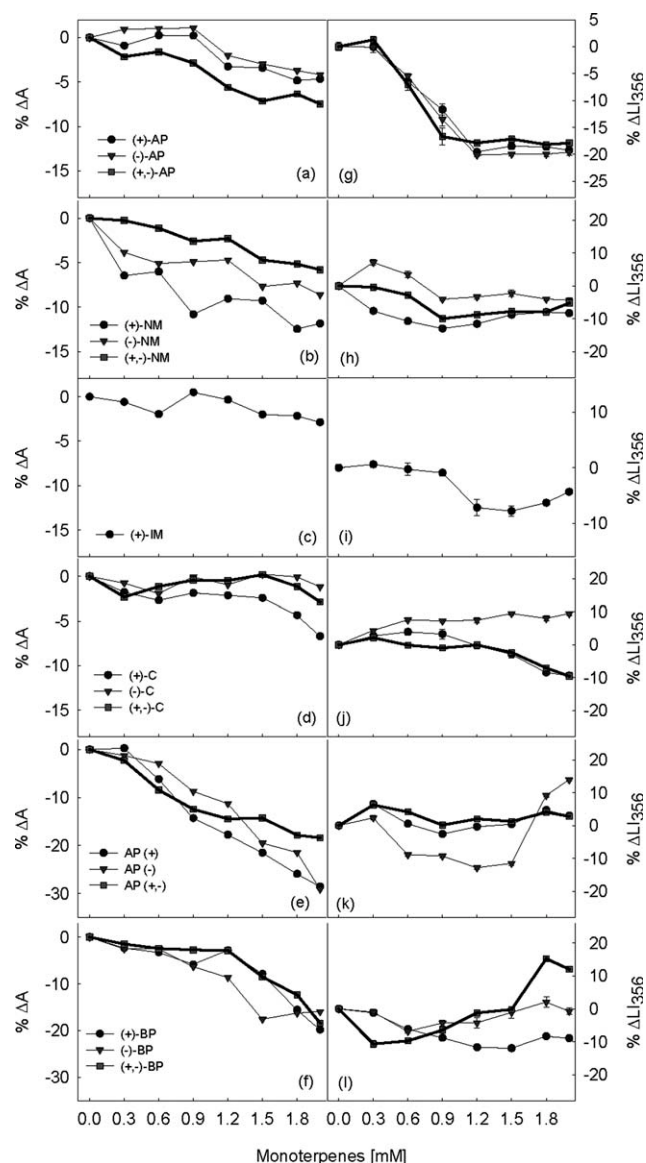 0 -5 -10 -15
% ΔA
(+)-AP
(-)-AP
(+,-)-AP
(a)
5 0 -5 -10 -15 -20 -25
% ΔLI356
(g)
0 -5 -10 -15
% ΔA
(+)-NM
(-)-NM
(+,-)-NM
(b)
20 10 0 -10 -20
% ΔLI356
(h)
0 -5 -10 -15
% ΔA
(+)-IM
(c)
10 0 -10
% ΔLI356
(i)
0 -5 -10 -15
% ΔA
(+)-C
(-)-C
(+,-)-C
(d)
20 10 0 -10 -20
% ΔLI356
(j)
0 -10 -20 -30
% ΔA
AP (+)
AP (-)
AP (+,-)
(e)
20 10 0 -10 -20
% ΔLI356
(k)
0 -10 -20 -30
% ΔA
(+)-BP
(-)-BP
(+,-)-BP
(f)
20 10 0 -10 -20
% ΔLI356
(l)
0.0 0.3 0.6 0.9 1.2 1.5 1.8
0.0 0.3 0.6 0.9 1.2 1.5 1.8
Monoterpenes [mM]